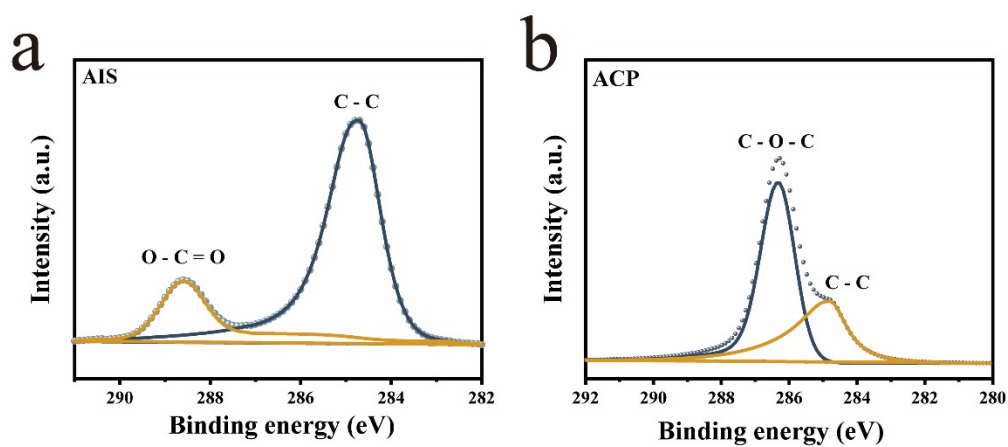 a
AIS
C - C
O - C = O
Intensity (a.u.)
290 288 286 284 282
Binding energy (eV)
b
ACP
C - O - C
C - C
Intensity (a.u.)
292 290 288 286 284 282 280
Binding energy (eV)